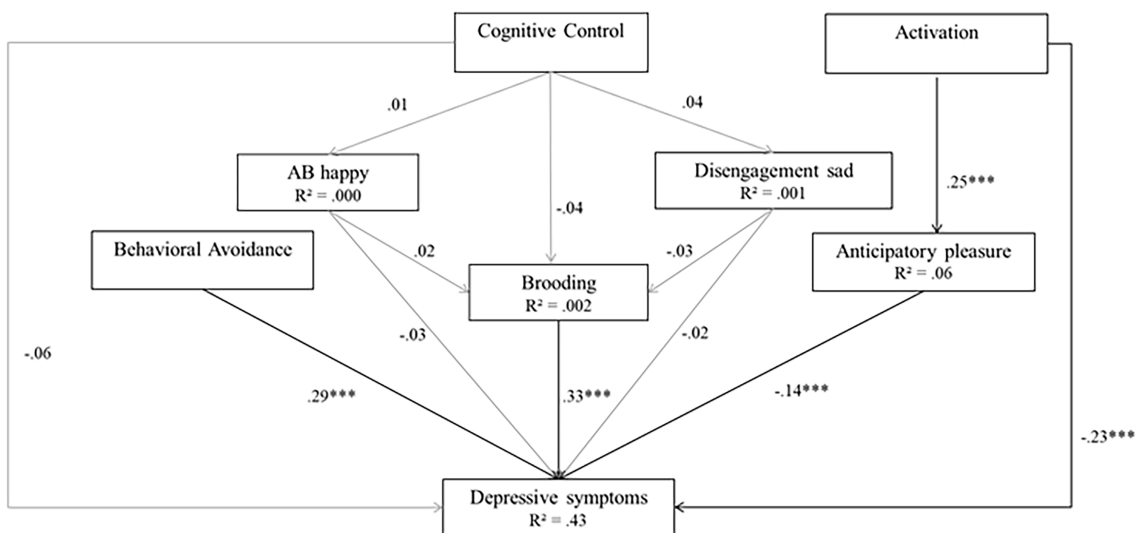 Cognitive Control
Activation
.01
.04
AB happy
R² = .000
Disengagement sad
R² = .001
.25***
-.04
Behavioral Avoidance
.02
-.03
Anticipatory pleasure
R² = .06
Brooding
R² = .002
-.06
-.03
-.02
.29***
.33***
-.14***
-.23***
Depressive symptoms
R² = .43